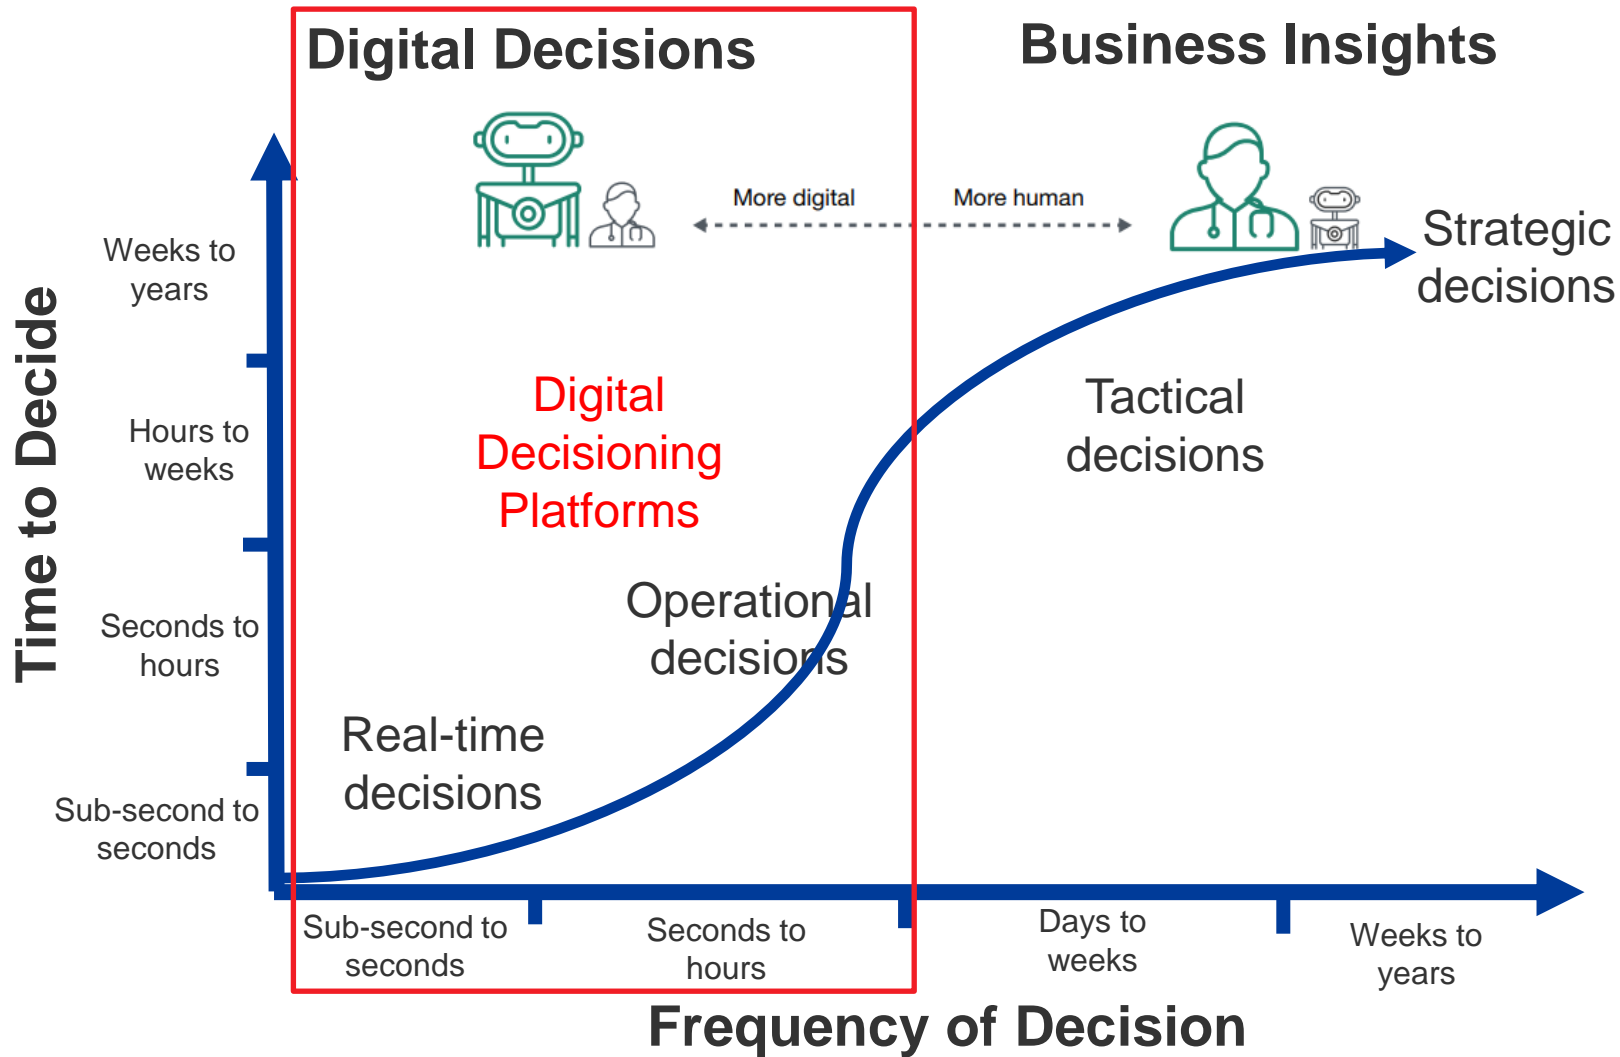 Digital Decisions
Business Insights
More digital
More human
Strategic
decisions
Weeks to
years
Time to Decide
Digital
Decisioning
Platforms
Tactical
decisions
Hours to
weeks
Operational
decisions
Seconds to
hours
Real-time
decisions
Sub-second to
seconds
Sub-second to
seconds
Seconds to
hours
Days to
weeks
Weeks to
years
Frequency of Decision